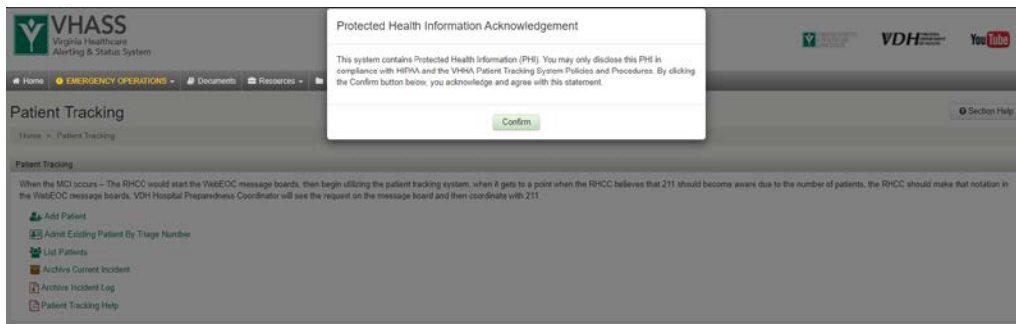 VHASS
Virginia Healthcare
Alerting & Status System
Protected Health Information Acknowledgement
This system contains Protected Health Information (PHI). You may only disclose this PHI in
compliance with HIPAA and the VHHA Patient Tracking System Policies and Procedures. By clicking
the Confirm button below, you acknowledge and agree with this statement.
Confirm
VDH
You Tube
Home EMERGENCY OPERATIONS Documents Resources
Patient Tracking
Section Help
Home > Patient Tracking
Patient Tracking
When the MCI occurs – The RHCC would start the WebEOC message boards, then begin utilizing the patient tracking system, when it gets to a point when the RHCC believes that 211 should become aware due to the number of patients, the RHCC should make that notation in
the WebEOC message boards. VDH Hospital Preparedness Coordinator will see the request on the message board and then coordinate with 211.
Add Patient
Admit Existing Patient By Triage Number
List Patients
Archive Current Incident
Archive Incident Log
Patient Tracking Help